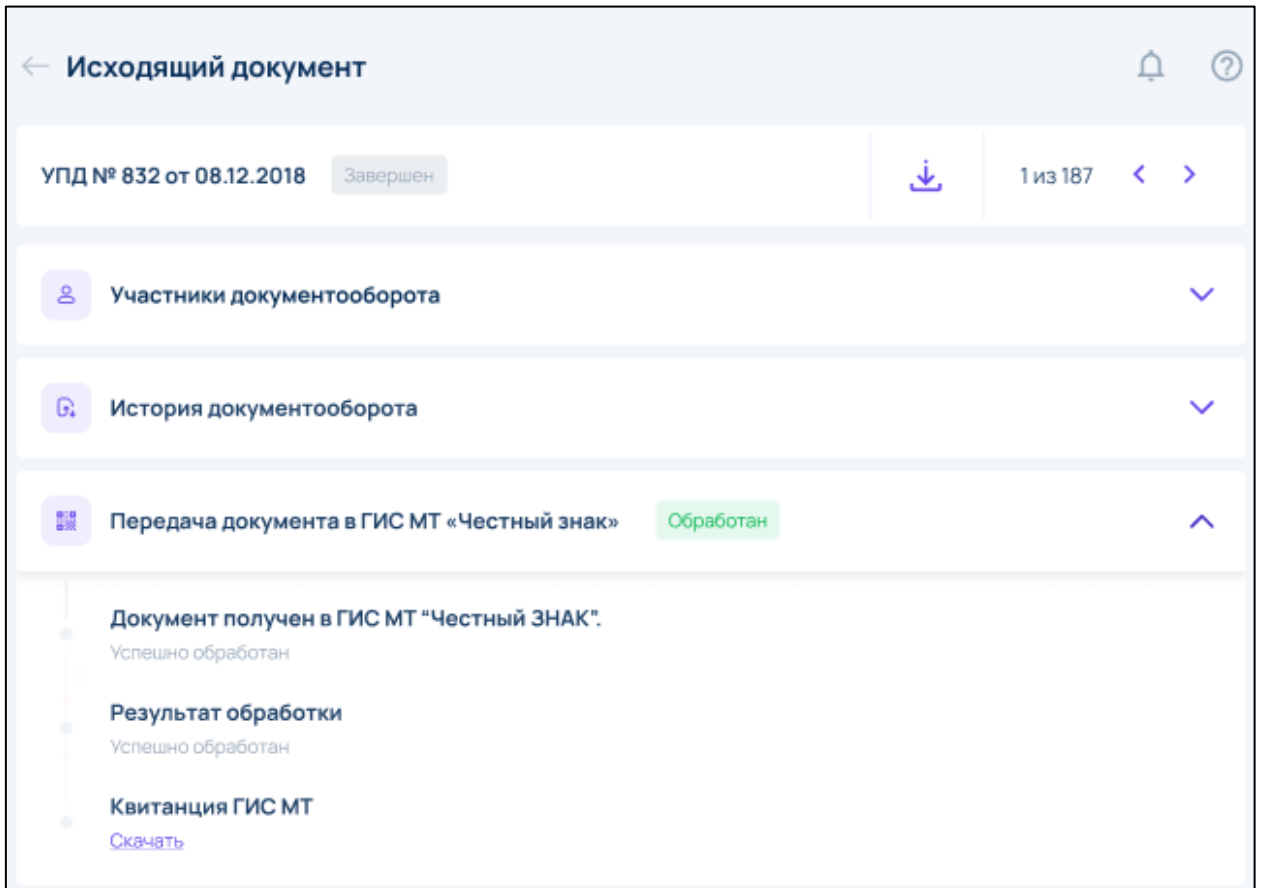 Исходящий документ
УПД № 832 от 08.12.2018 Завершен 1 из 187
Участники документооборота
История документооборота
Передача документа в ГИС МТ «Честный знак» Обработан
Документ получен в ГИС МТ “Честный ЗНАК”.
Успешно обработан
Результат обработки
Успешно обработан
Квитанция ГИС МТ
Скачать